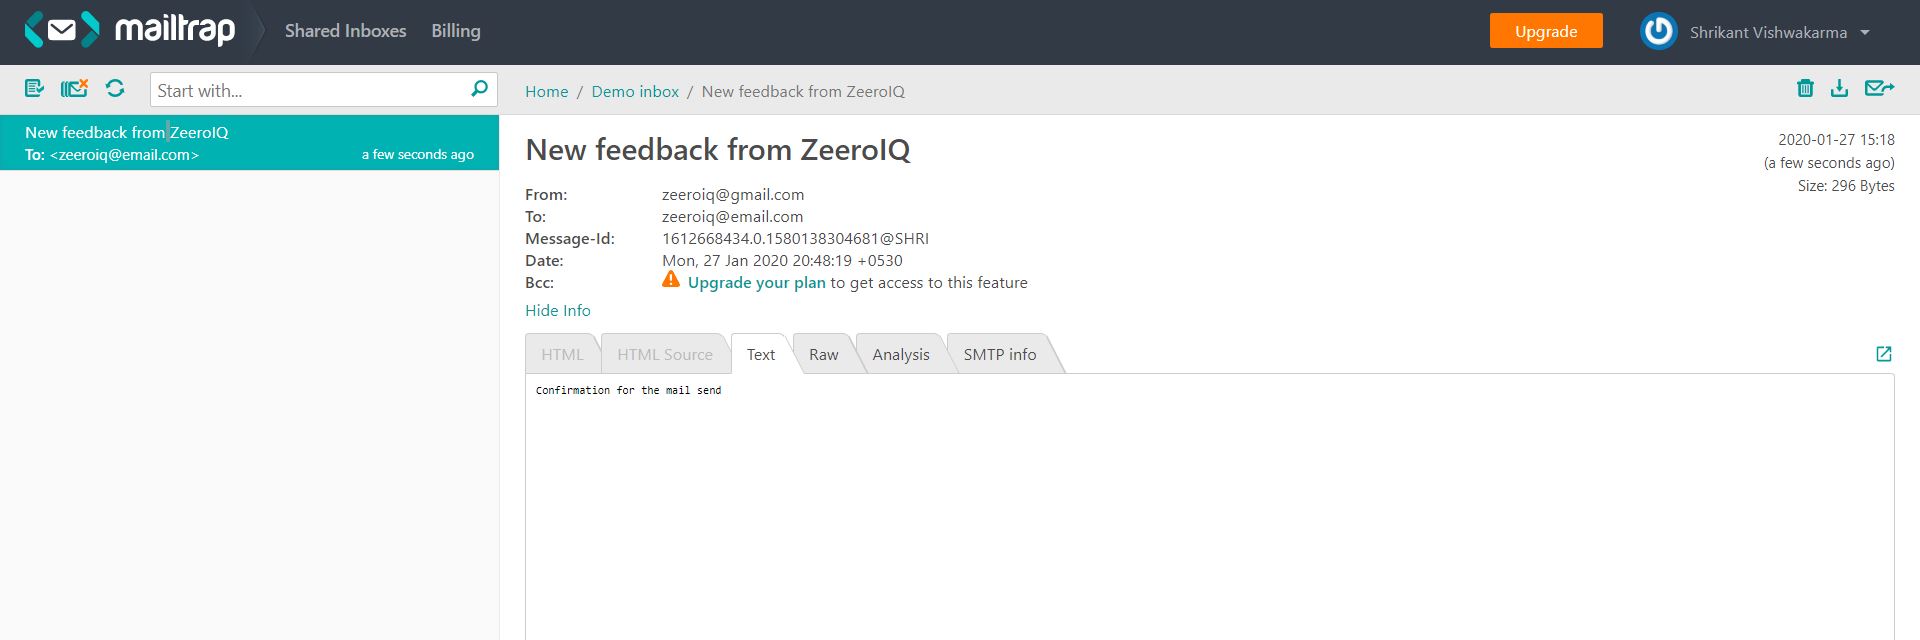 mailtrap Shared Inboxes Billing Upgrade Shrikant Vishwakarma
Start with... Home / Demo inbox / New feedback from ZeeroIQ
New feedback from ZeeroIQ
To: <zeeroiq@email.com> a few seconds ago
New feedback from ZeeroIQ
2020-01-27 15:18
(a few seconds ago)
Size: 296 Bytes
From: zeeroiq@gmail.com
To: zeeroiq@email.com
Message-Id: 1612668434.0.1580138304681@SHRI
Date: Mon, 27 Jan 2020 20:48:19 +0530
Bcc: Upgrade your plan to get access to this feature
Hide Info
HTML HTML Source Text Raw Analysis SMTP info
Confirmation for the mail send